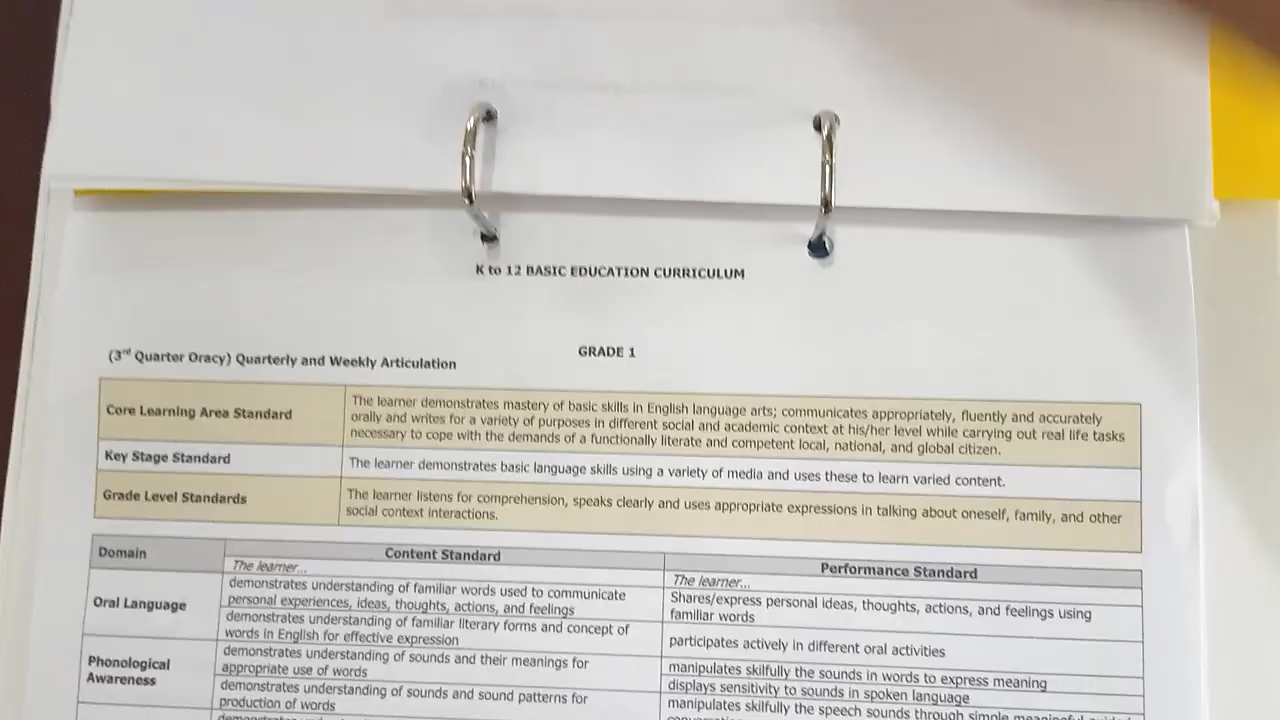 K to 12 BASIC EDUCATION CURRICULUM
GRADE 1
(3rd Quarter Oracy) Quarterly and Weekly Articulation
Core Learning Area Standard
The learner demonstrates mastery of basic skills in English language arts; communicates appropriately, fluently and accurately
orally and writes for a variety of purposes in different social and academic context at his/her level while carrying out real life tasks
necessary to cope with the demands of a functionally literate and competent local, national, and global citizen.
Key Stage Standard
The learner demonstrates basic language skills using a variety of media and uses these to learn varied content.
Grade Level Standards
The learner listens for comprehension, speaks clearly and uses appropriate expressions in talking about oneself, family, and other
social context interactions.
Domain
Content Standard
Performance Standard
The learner...
The learner...
Oral Language
demonstrates understanding of familiar words used to communicate
personal experiences, ideas, thoughts, actions, and feelings
Shares/express personal ideas, thoughts, actions, and feelings using
familiar words
demonstrates understanding of familiar literary forms and concept of
words in English for effective expression
participates actively in different oral activities
Phonological
Awareness
demonstrates understanding of sounds and their meanings for
appropriate use of words
manipulates skilfully the sounds in words to express meaning
displays sensitivity to sounds in spoken language
demonstrates understanding of sounds and sound patterns for
production of words
manipulates skilfully the speech sounds through simple meaningful guided